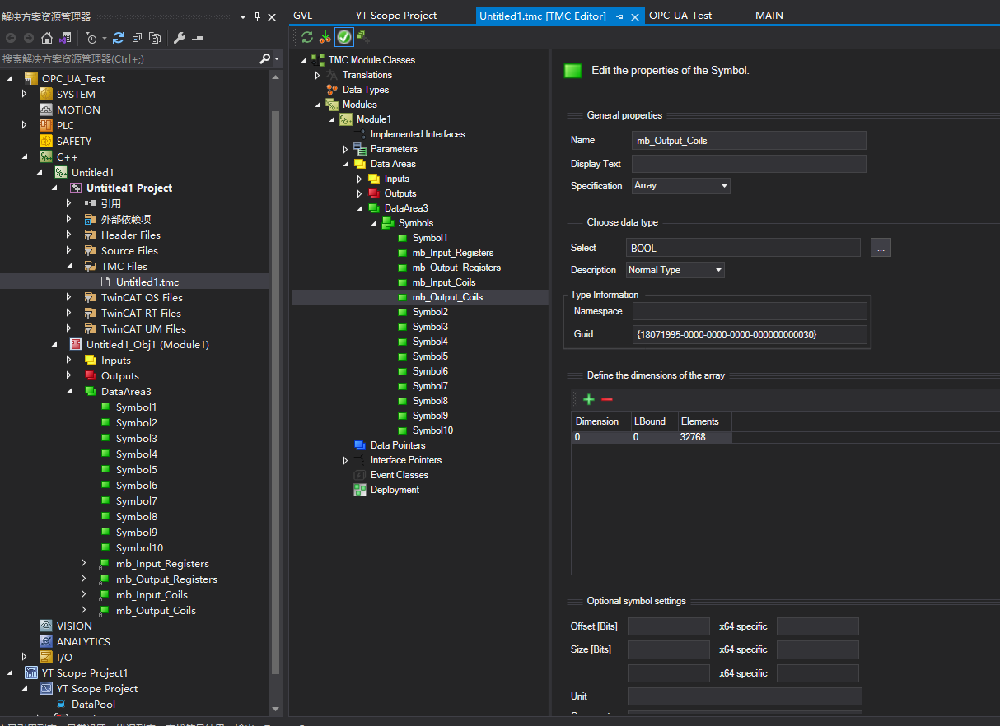 解决方案资源管理器
搜索解决方案资源管理器(Ctrl+;)
OPC_UA_Test
SYSTEM
MOTION
PLC
SAFETY
C++
Untitled1
Untitled1 Project
引用
外部依赖项
Header Files
Source Files
TMC Files
Untitled1.tmc
TwinCAT OS Files
TwinCAT RT Files
TwinCAT UM Files
Untitled1_Obj1 (Module1)
Inputs
Outputs
DataArea3
Symbol1
Symbol2
Symbol3
Symbol4
Symbol5
Symbol6
Symbol7
Symbol8
Symbol9
Symbol10
mb_Input_Registers
mb_Output_Registers
mb_Input_Coils
mb_Output_Coils
VISION
ANALYTICS
I/O
YT Scope Project1
YT Scope Project
DataPool
GVL YT Scope Project Untitled1.tmc [TMC Editor] OPC_UA_Test MAIN
TMC Module Classes
Translations
Data Types
Modules
Module1
Implemented Interfaces
Parameters
Data Areas
Inputs
Outputs
DataArea3
Symbols
Symbol1
mb_Input_Registers
mb_Output_Registers
mb_Input_Coils
mb_Output_Coils
Symbol2
Symbol3
Symbol4
Symbol5
Symbol6
Symbol7
Symbol8
Symbol9
Symbol10
Data Pointers
Interface Pointers
Event Classes
Deployment
Edit the properties of the Symbol.
General properties
Name mb_Output_Coils
Display Text
Specification Array
Choose data type
Select BOOL ...
Description Normal Type
Type Information
Namespace
Guid {18071995-0000-0000-0000-000000000030}
Define the dimensions of the array
Dimension LBound Elements
0 0 32768
Optional symbol settings
Offset [Bits] x64 specific
Size [Bits] x64 specific
x64 specific
Unit